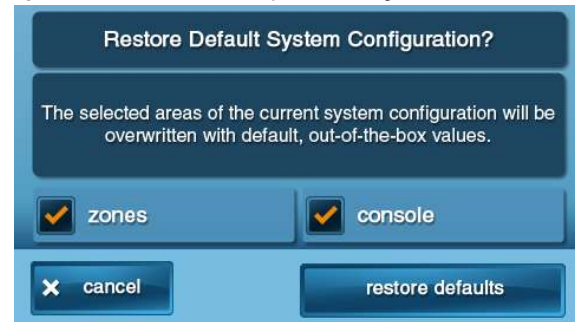 Restore Default System Configuration?
The selected areas of the current system configuration will be
overwritten with default, out-of-the-box values.
zones
console
cancel
restore defaults